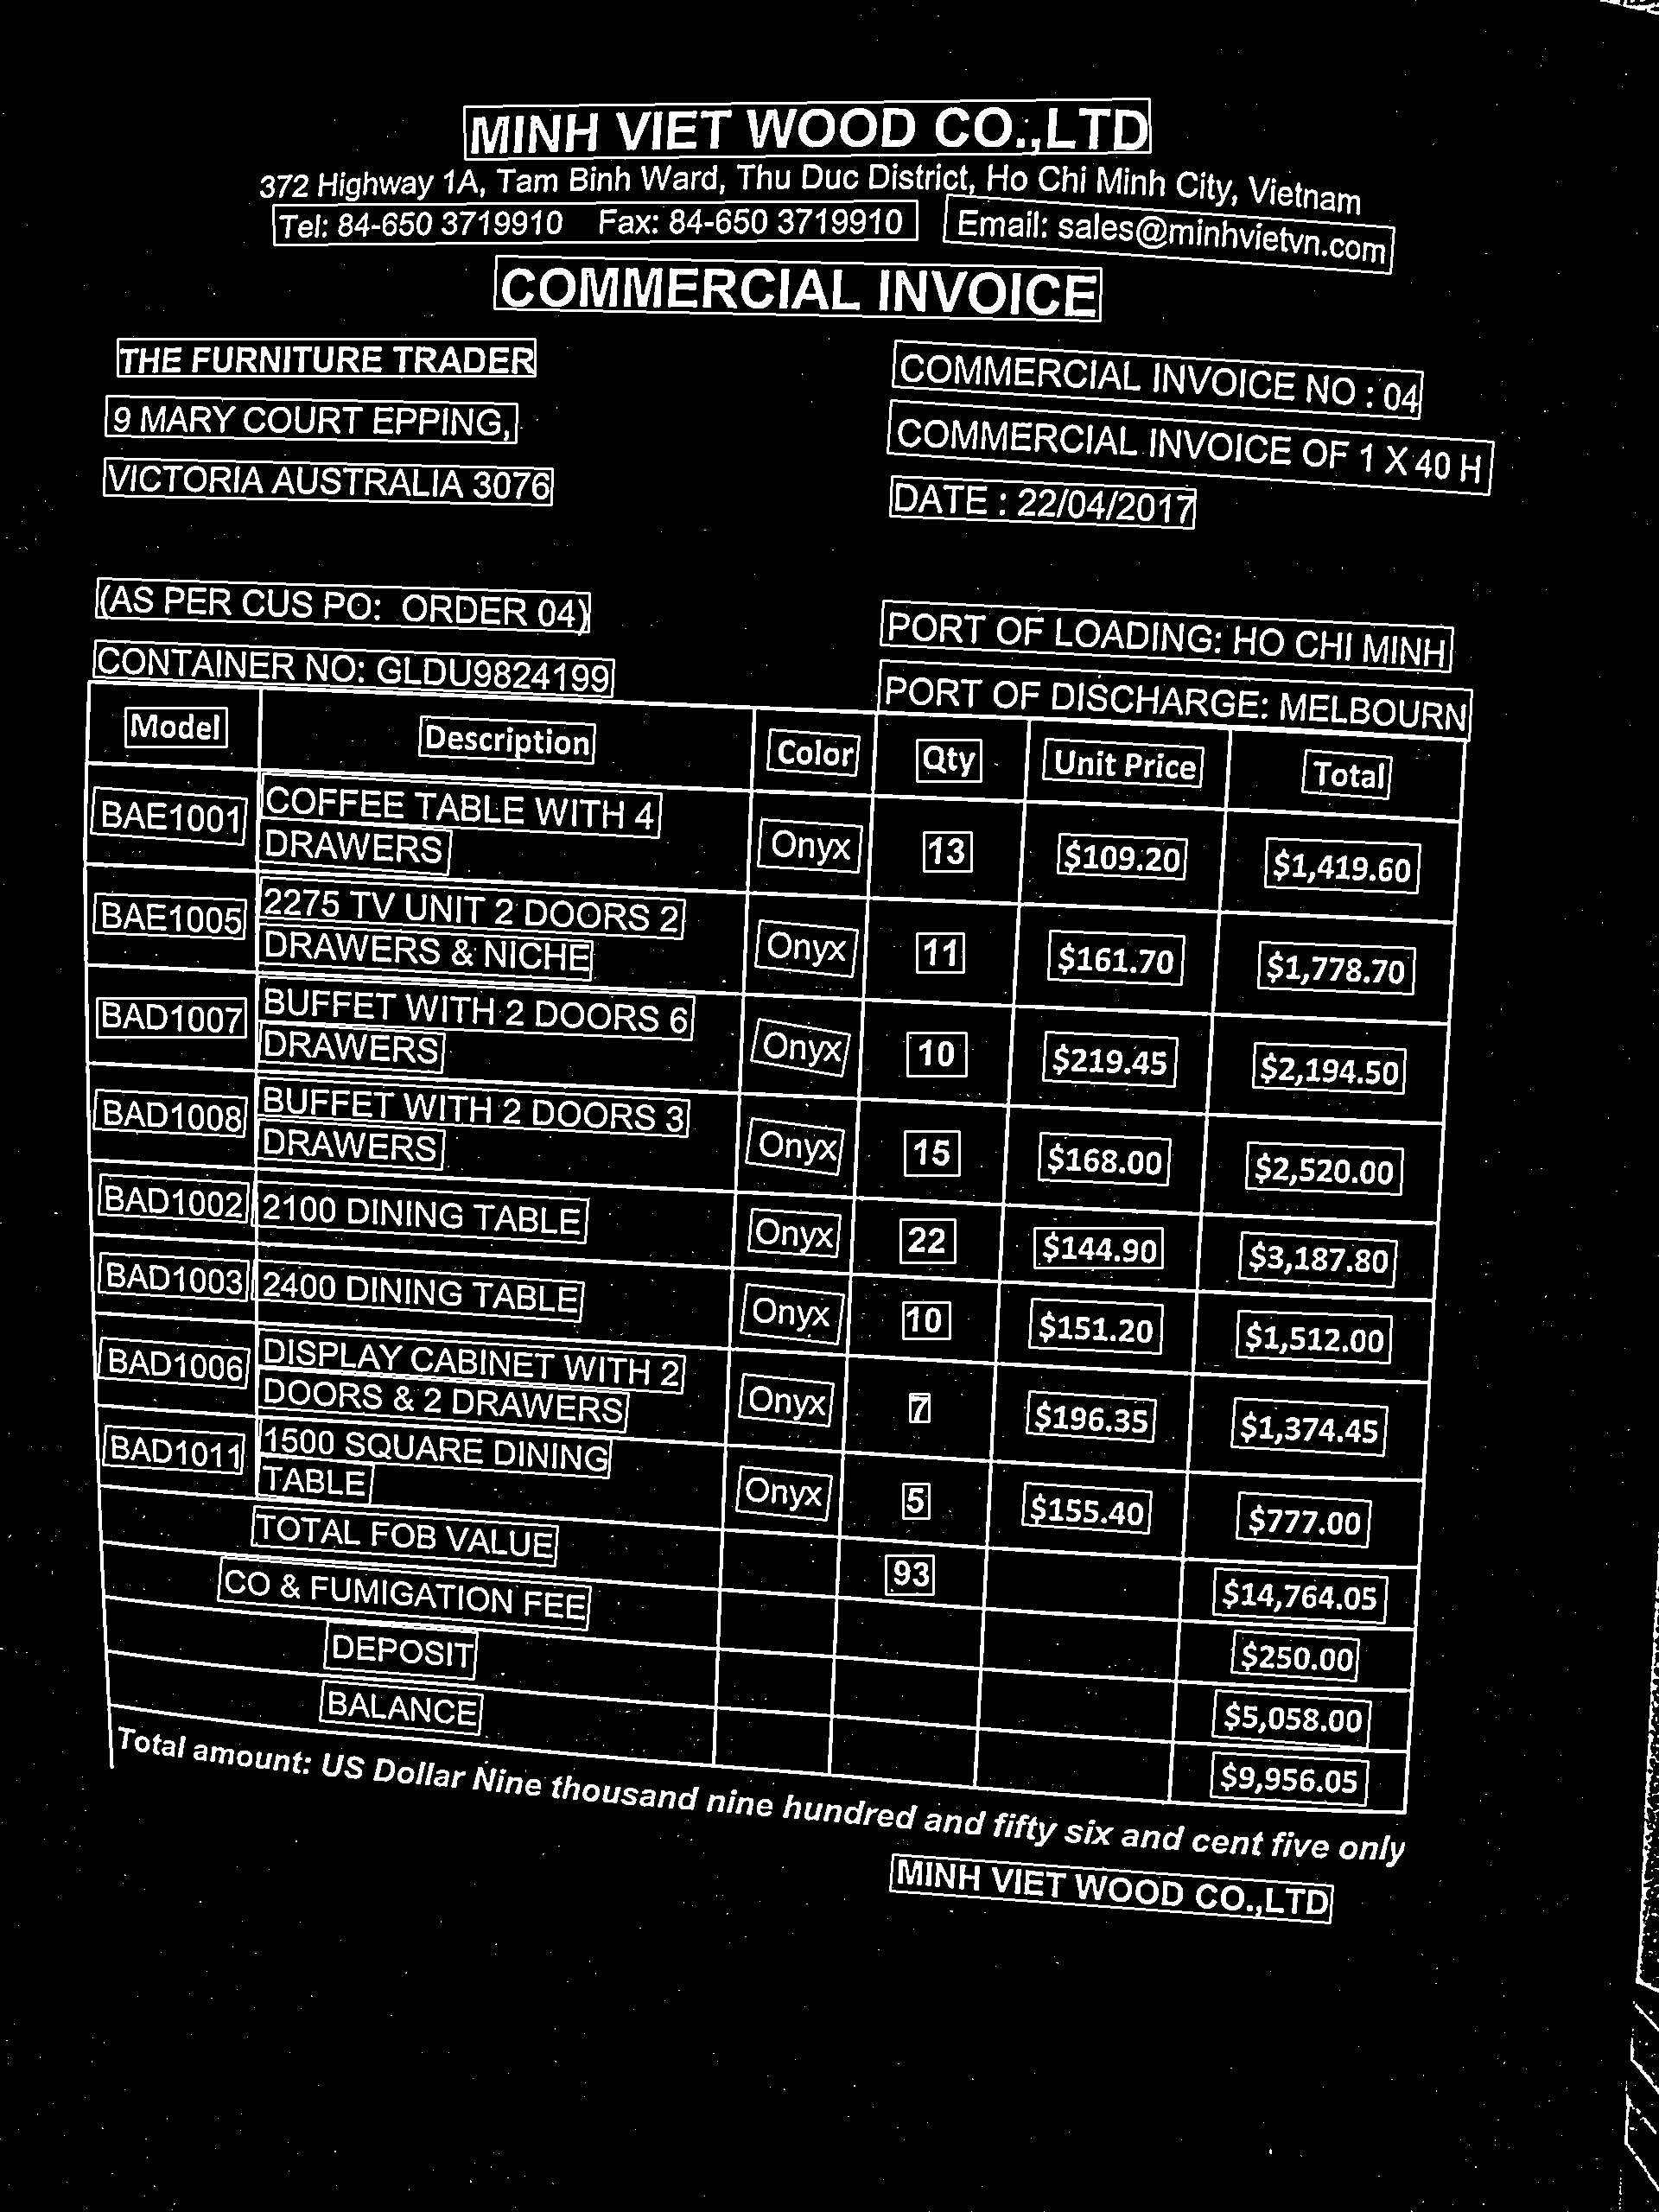 MINH VIET WOOD CO.,LTD
372 Highway 1A, Tam Binh Ward, Thu Duc District, Ho Chi Minh City, Vietnam
Tel: 84-650 3719910 Fax: 84-650 3719910 Email: sales@minhvietvn.com
COMMERCIAL INVOICE
THE FURNITURE TRADER COMMERCIAL INVOICE NO : 04
9 MARY COURT EPPING, COMMERCIAL INVOICE OF 1 X 40 H
VICTORIA AUSTRALIA 3076 DATE : 22/04/2017
(AS PER CUS PO: ORDER 04) PORT OF LOADING: HO CHI MINH
CONTAINER NO: GLDU9824199 PORT OF DISCHARGE: MELBOURN
Model Description Color Qty Unit Price Total
BAE1001 COFFEE TABLE WITH 4
DRAWERS Onyx 13 $109.20 $1,419.60
BAE1005 2275 TV UNIT 2 DOORS 2
DRAWERS & NICHE Onyx 11 $161.70 $1,778.70
BAD1007 BUFFET WITH 2 DOORS 6
DRAWERS Onyx 10 $219.45 $2,194.50
BAD1008 BUFFET WITH 2 DOORS 3
DRAWERS Onyx 15 $168.00 $2,520.00
BAD1002 2100 DINING TABLE Onyx 22 $144.90 $3,187.80
BAD1003 2400 DINING TABLE Onyx 10 $151.20 $1,512.00
BAD1006 DISPLAY CABINET WITH 2
DOORS & 2 DRAWERS Onyx 7 $196.35 $1,374.45
BAD1011 1500 SQUARE DINING
TABLE Onyx 5 $155.40 $777.00
TOTAL FOB VALUE 93 $14,764.05
CO & FUMIGATION FEE $250.00
DEPOSIT $5,058.00
BALANCE $9,956.05
Total amount: US Dollar Nine thousand nine hundred and fifty six and cent five only
MINH VIET WOOD CO.,LTD